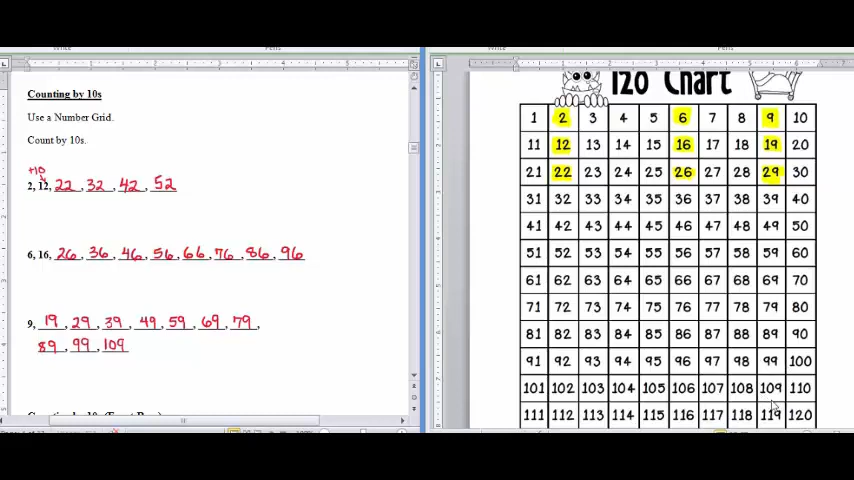 Counting by 10s
Use a Number Grid.
Count by 10s.
+10
2, 12, 22, 32, 42, 52
6, 16, 26, 36, 46, 56, 66, 76, 86, 96
9, 19, 29, 39, 49, 59, 69, 79,
89, 99, 109
120 Chart
1 2 3 4 5 6 7 8 9 10
11 12 13 14 15 16 17 18 19 20
21 22 23 24 25 26 27 28 29 30
31 32 33 34 35 36 37 38 39 40
41 42 43 44 45 46 47 48 49 50
51 52 53 54 55 56 57 58 59 60
61 62 63 64 65 66 67 68 69 70
71 72 73 74 75 76 77 78 79 80
81 82 83 84 85 86 87 88 89 90
91 92 93 94 95 96 97 98 99 100
101 102 103 104 105 106 107 108 109 110
111 112 113 114 115 116 117 118 119 120